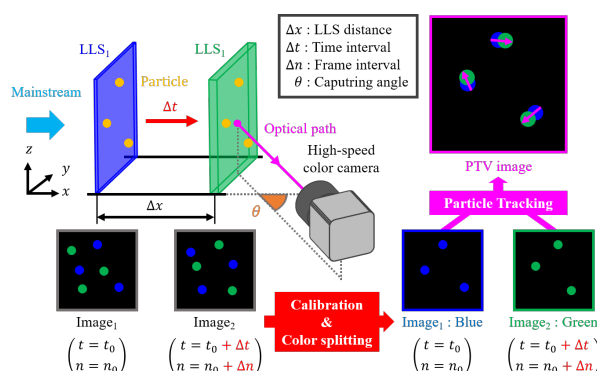 LLS₁
LLS₁
Δx : LLS distance
Δt : Time interval
Δn : Frame interval
θ : Caputring angle
Mainstream
Particle
Δt
Optical path
High-speed
color camera
z
y
x
Δx
θ
PTV image
Particle Tracking
Calibration
&
Color splitting
Image₁
Image₂
Image₁ : Blue
Image₂ : Green
(t = t₀)
(n = n₀)
(t = t₀ + Δt)
(n = n₀ + Δn)
(t = t₀)
(n = n₀)
(t = t₀ + Δt)
(n = n₀ + Δn)